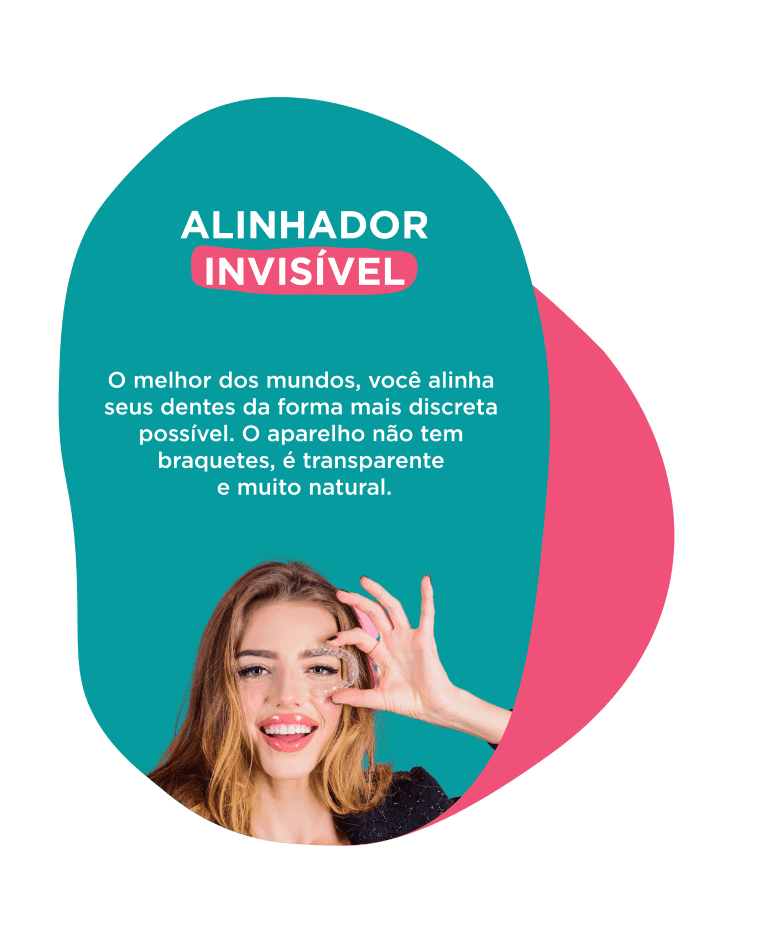 ALINHADOR
INVISÍVEL
O melhor dos mundos, você alinha
seus dentes da forma mais discreta
possível. O aparelho não tem
braquetes, é transparente
e muito natural.